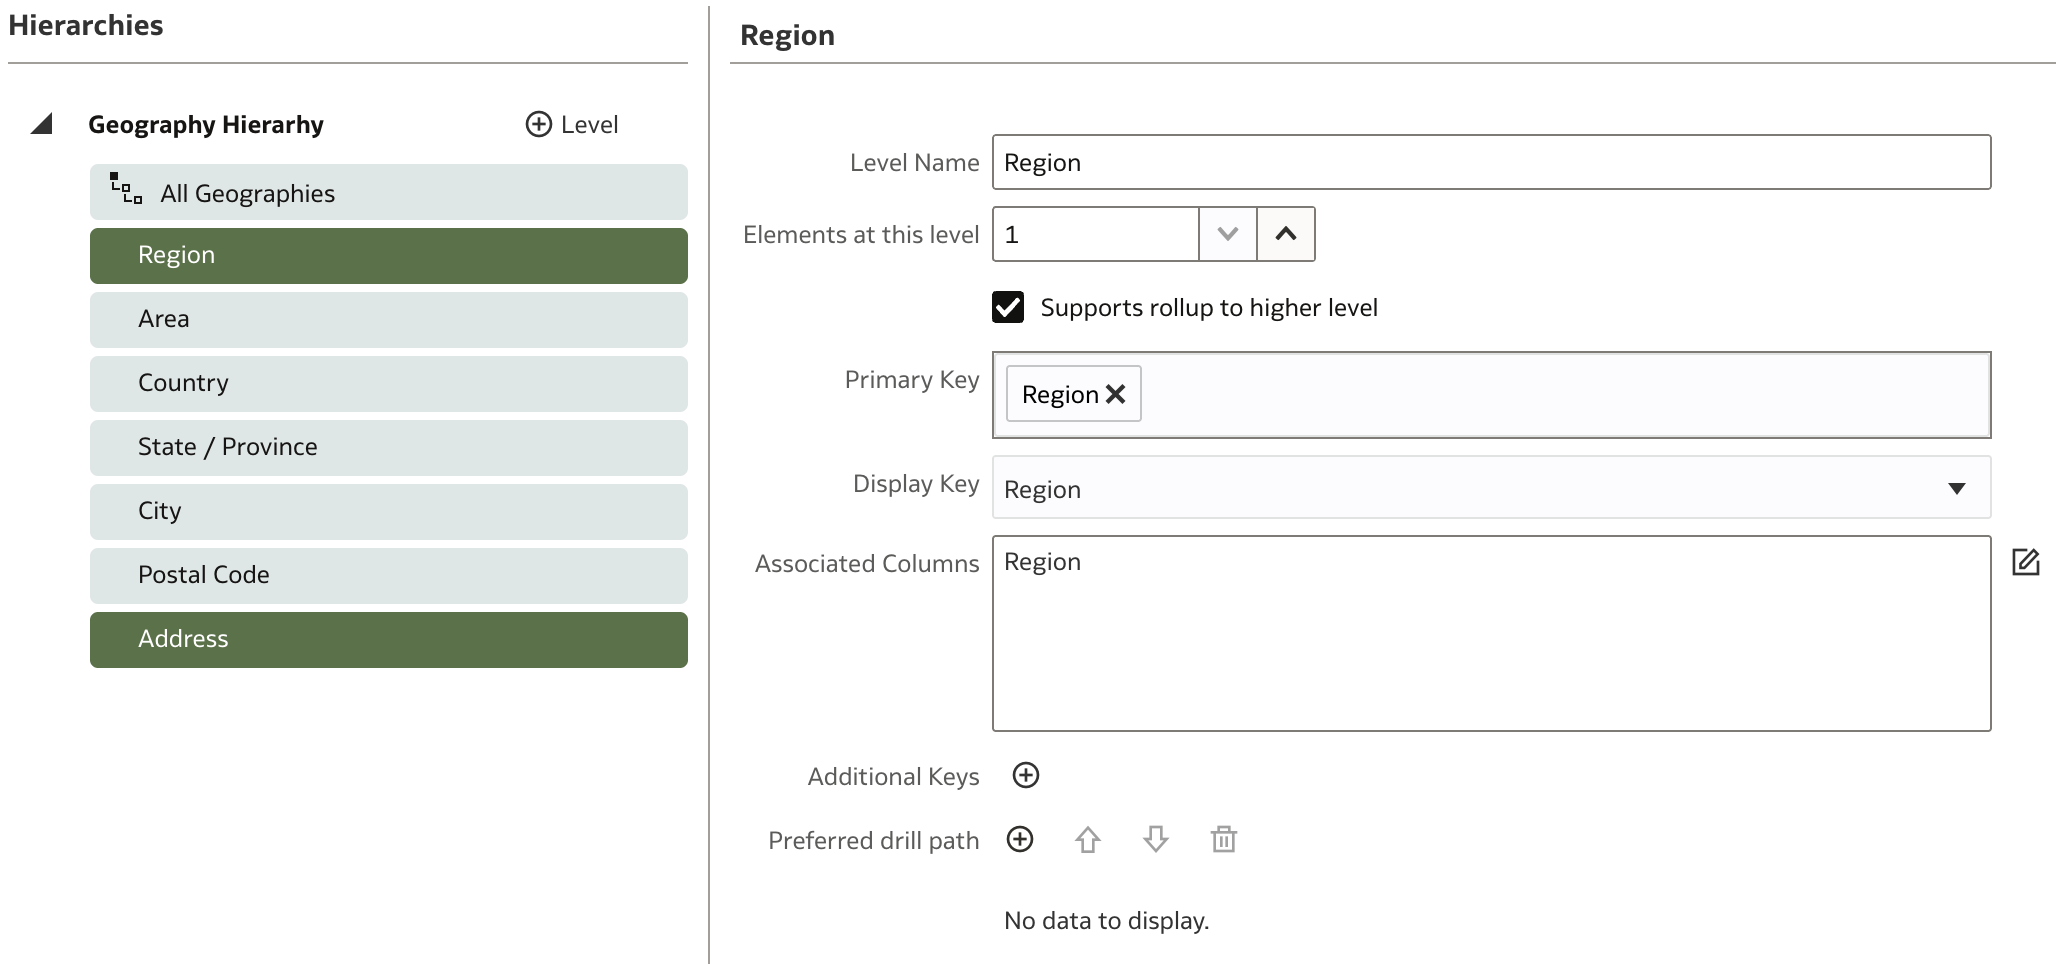 Hierarchies
Geography Hierarhy
Level
All Geographies
Region
Area
Country
State / Province
City
Postal Code
Address
Region
Level Name Region
Elements at this level 1
Supports rollup to higher level
Primary Key Region
Display Key Region
Associated Columns Region
Additional Keys
Preferred drill path
No data to display.